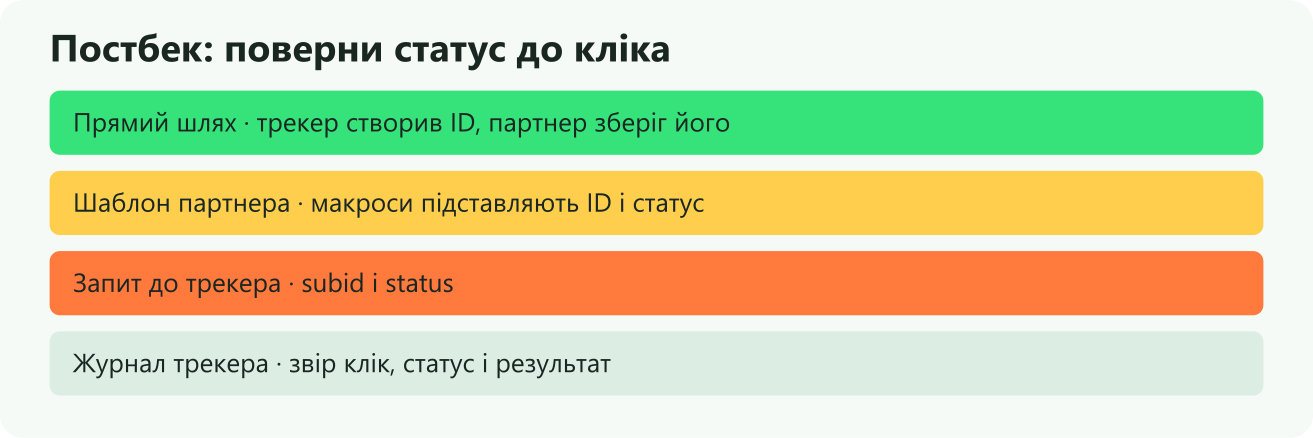 Постбек: поверни статус до кліка
Прямий шлях · трекер створив ID, партнер зберіг його
Шаблон партнера · макроси підставляють ID і статус
Запит до трекера · subid і status
Журнал трекера · звір клік, статус і результат